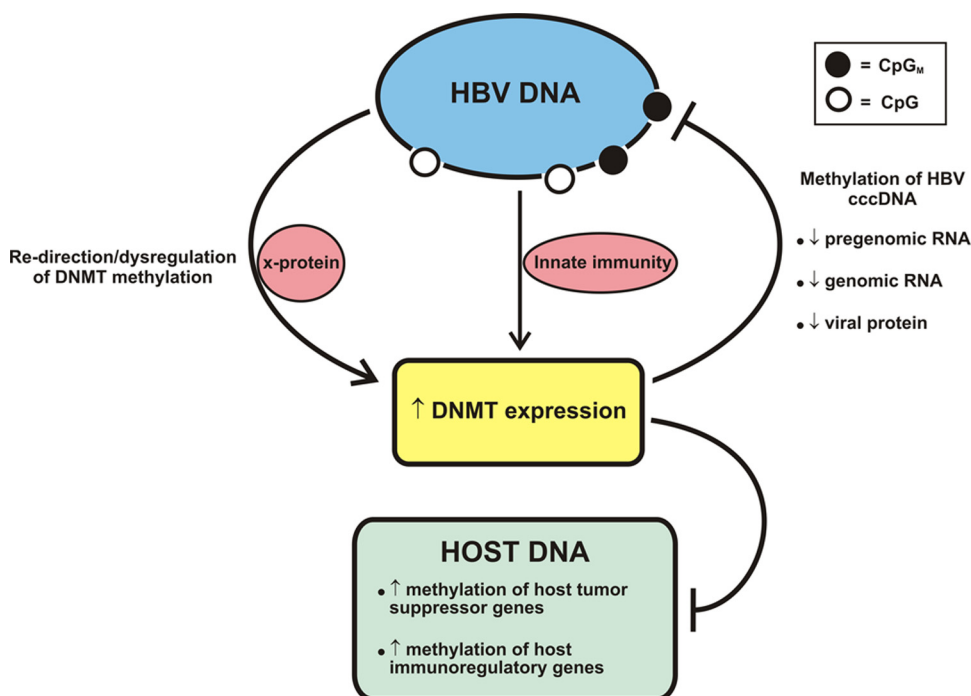 HBV DNA
= CpGM
= CpG
Methylation of HBV
cccDNA
• ↓ pregenomic RNA
• ↓ genomic RNA
• ↓ viral protein
Re-direction/dysregulation
of DNMT methylation
x-protein
Innate immunity
↑ DNMT expression
HOST DNA
• ↑ methylation of host tumor
suppressor genes
• ↑ methylation of host
immunoregulatory genes